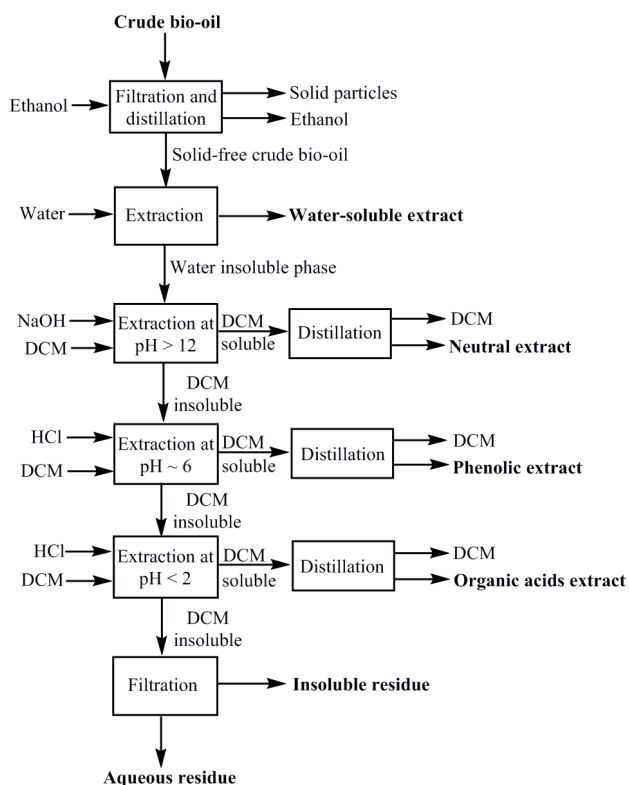 Crude bio-oil
Ethanol
Filtration and
distillation
Solid particles
Ethanol
Solid-free crude bio-oil
Water
Extraction
Water-soluble extract
Water insoluble phase
NaOH
DCM
Extraction at
pH > 12
DCM
soluble
Distillation
DCM
Neutral extract
DCM
insoluble
HCl
DCM
Extraction at
pH ~ 6
DCM
soluble
Distillation
DCM
Phenolic extract
DCM
insoluble
HCl
DCM
Extraction at
pH < 2
DCM
soluble
Distillation
DCM
Organic acids extract
DCM
insoluble
Filtration
Insoluble residue
Aqueous residue